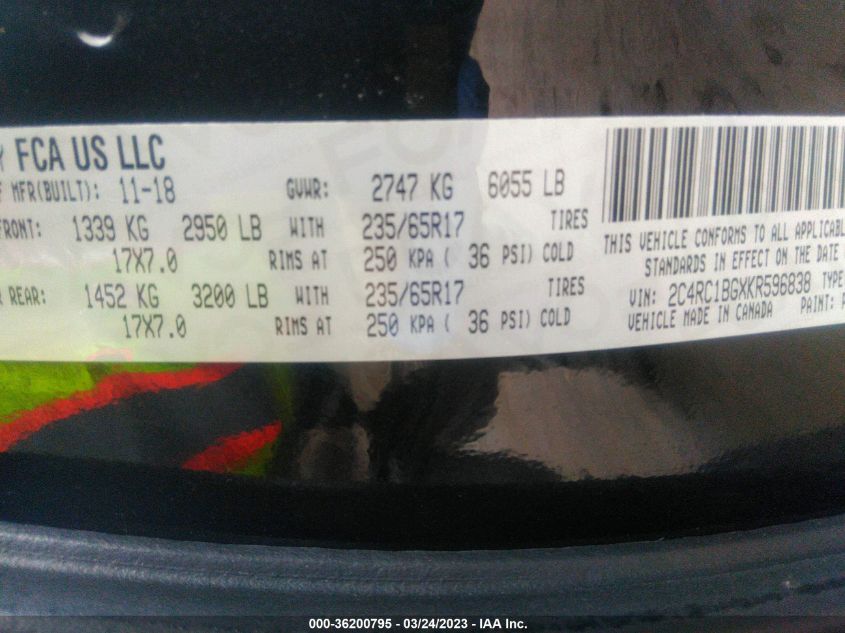 FCA US LLC
MFR(BUILT): 11-18 GVWR: 2747 KG 6055 LB
FRONT: 1339 KG 2950 LB WITH 235/65R17 TIRES
17X7.0 RIMS AT 250 KPA ( 36 PSI) COLD
REAR: 1452 KG 3200 LB WITH 235/65R17 TIRES
17X7.0 RIMS AT 250 KPA ( 36 PSI) COLD
THIS VEHICLE CONFORMS TO ALL APPLICABL
STANDARDS IN EFFECT ON THE DATE
VIN: 2C4RC1BGXKR596838 TYPE
VEHICLE MADE IN CANADA PAINT:
000-36200795 - 03/24/2023 - IAA Inc.